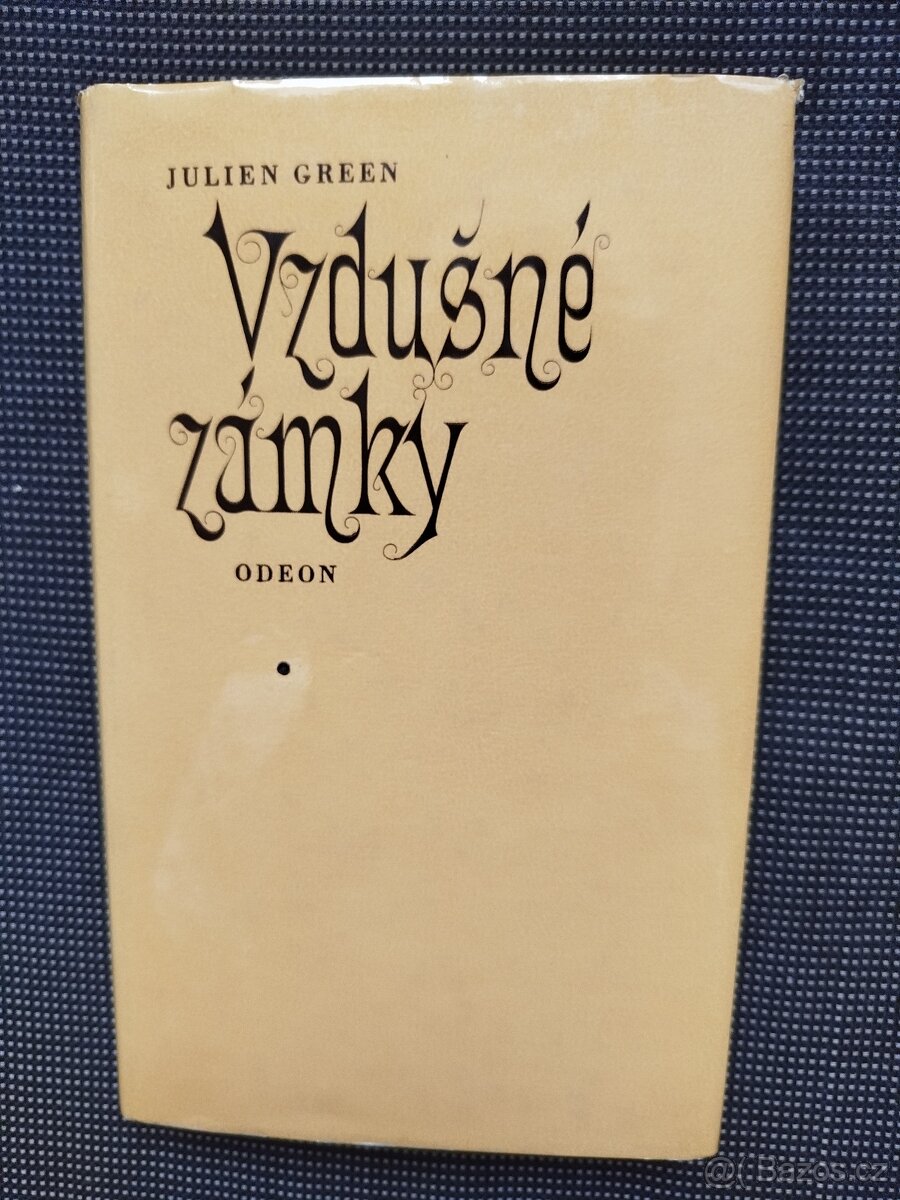 JULIEN GREEN
Vzdušné
zámky
ODEON
@( Bazos.cz